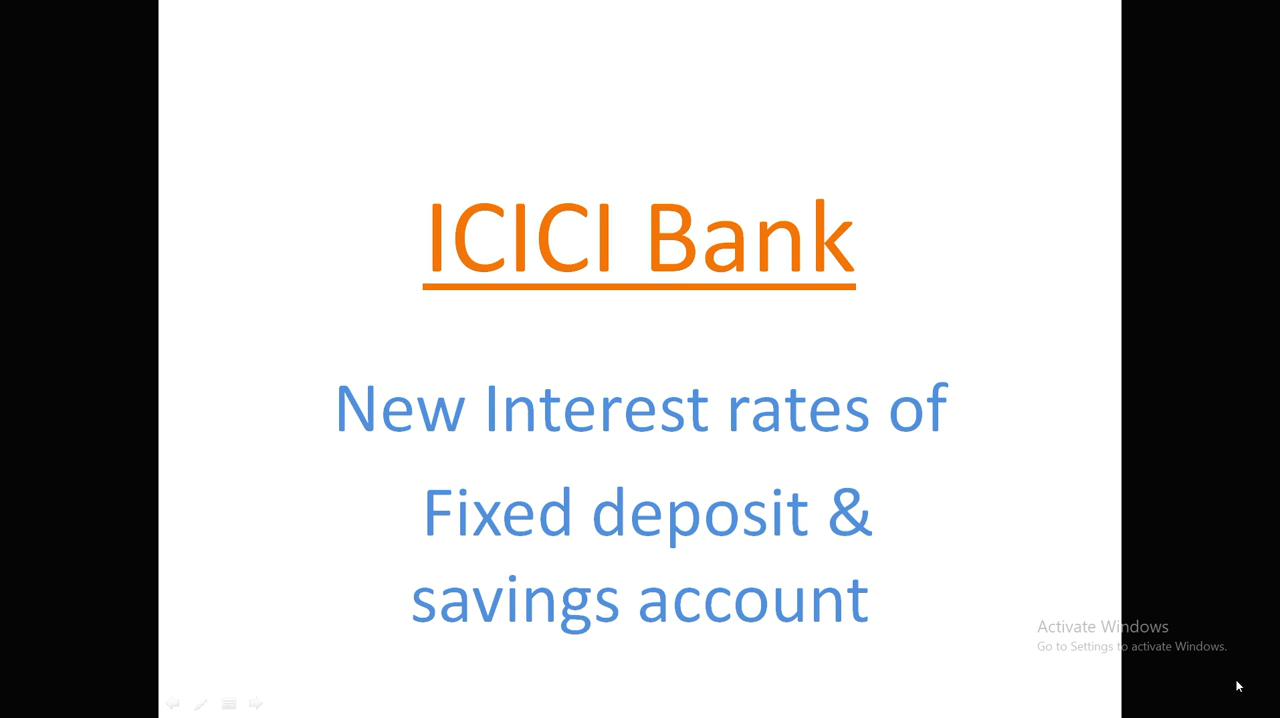 ICICI Bank
New Interest rates of
Fixed deposit &
savings account
Activate Windows
Go to Settings to activate Windows.